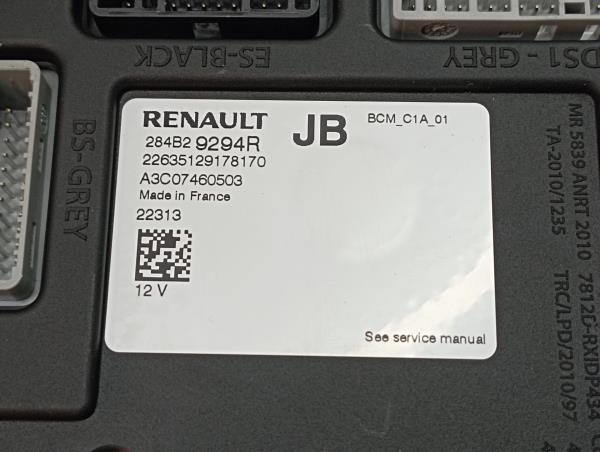 ES-BLACK
DS1 - GREY
BS-GREY
RENAULT JB BCM_C1A_01
284B2 9294R
22635129178170
A3C07460503
Made in France
22313
12 V
See service manual
MR 5839 ANRT 2010
TA-2010/1235
TRC/LPD/2010/97